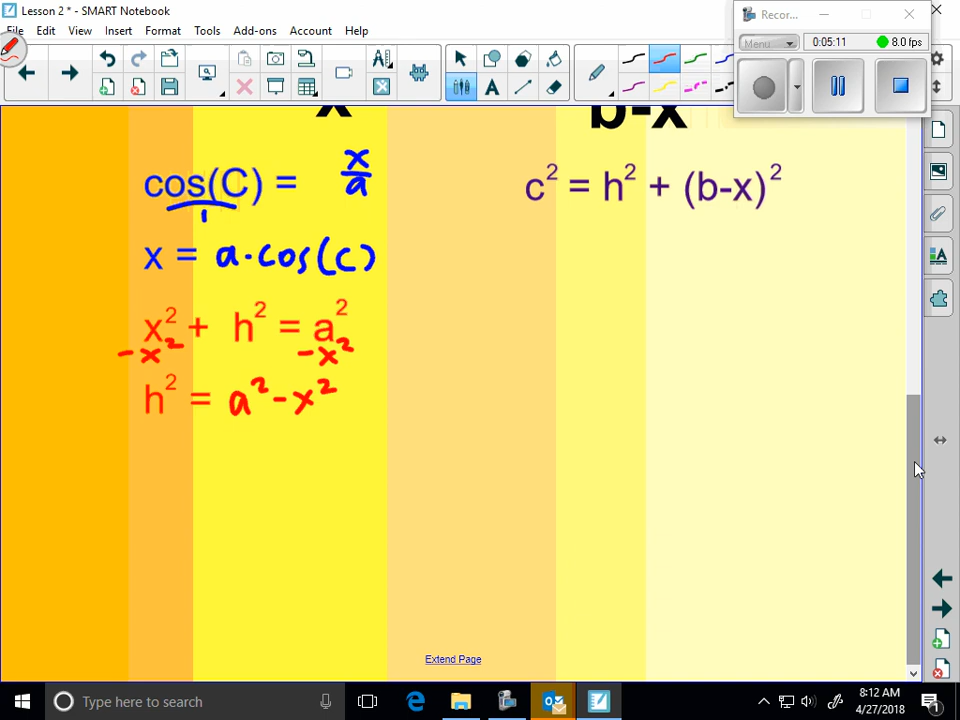 Lesson 2 * - SMART Notebook
File Edit View Insert Format Tools Add-ons Account Help
Recor...
Menu 0:05:11 8.0 fps
x b-x
cos(C) = x/a
1
x = a·cos(C)
x² + h² = a²
-x² -x²
h² = a² - x²
c² = h² + (b-x)²
Extend Page
Type here to search
8:12 AM
4/27/2018
1